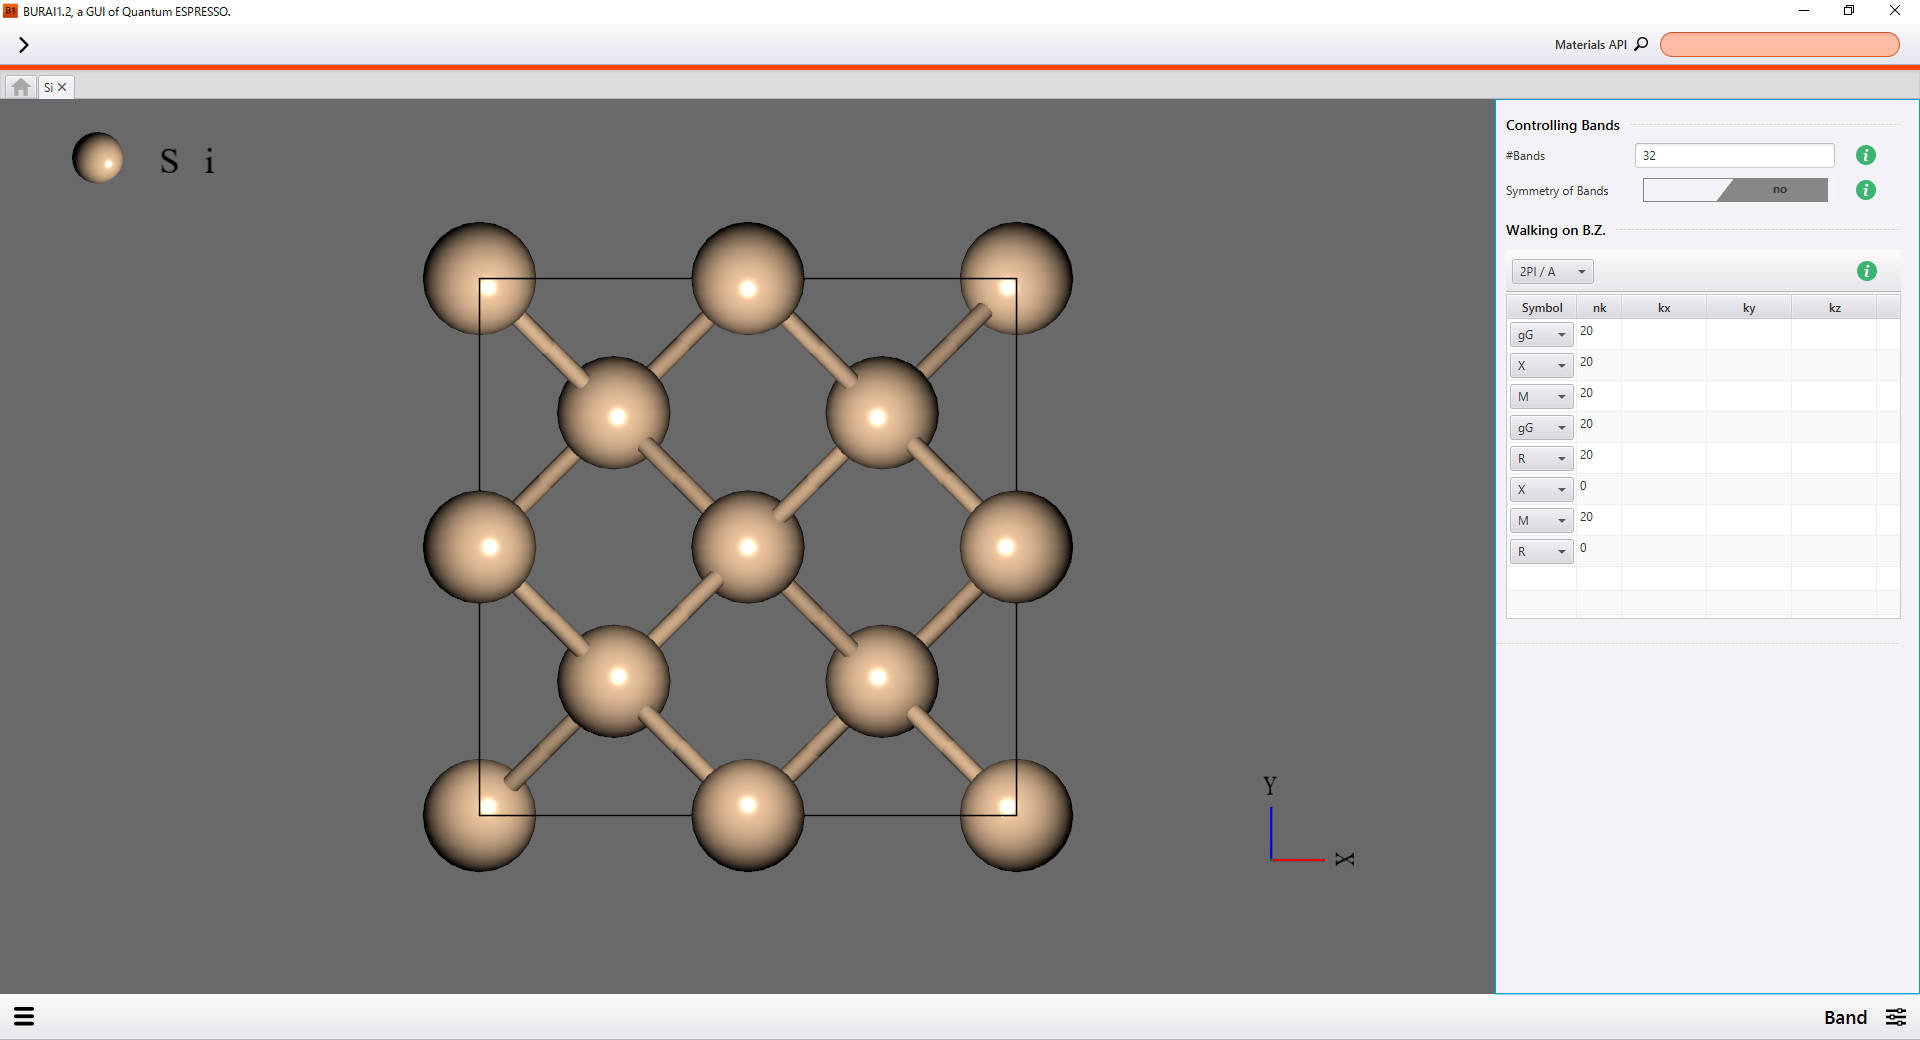 B1 BURAI1.2, a GUI of Quantum ESPRESSO.
Materials API
Si
S i
Controlling Bands
#Bands 32
Symmetry of Bands no
Walking on B.Z.
2PI / A
Symbol nk kx ky kz
gG 20
X 20
M 20
gG 20
R 20
X 0
M 20
R 0
Y
X
Band